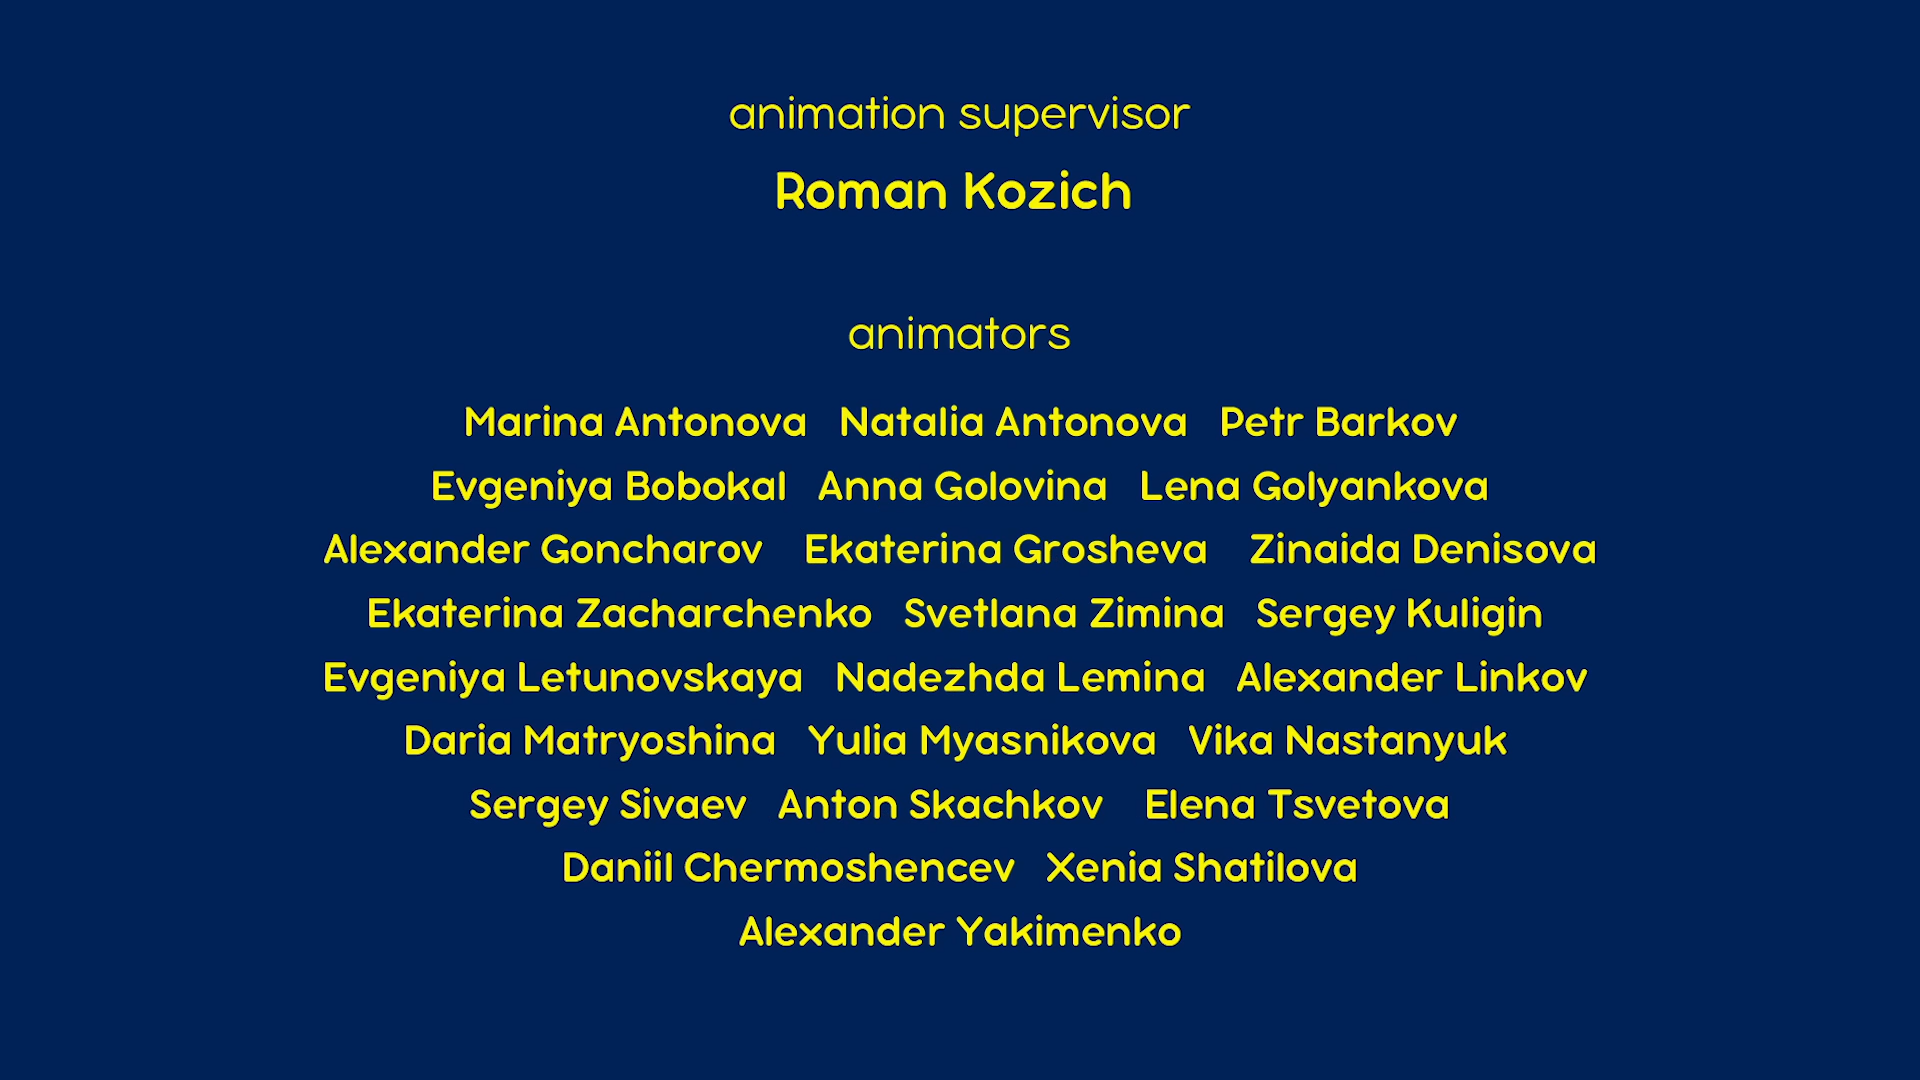 animation supervisor
Roman Kozich
animators
Marina Antonova Natalia Antonova Petr Barkov
Evgeniya Bobokal Anna Golovina Lena Golyankova
Alexander Goncharov Ekaterina Grosheva Zinaida Denisova
Ekaterina Zacharchenko Svetlana Zimina Sergey Kuligin
Evgeniya Letunovskaya Nadezhda Lemina Alexander Linkov
Daria Matryoshina Yulia Myasnikova Vika Nastanyuk
Sergey Sivaev Anton Skachkov Elena Tsvetova
Daniil Chermoshencev Xenia Shatilova
Alexander Yakimenko